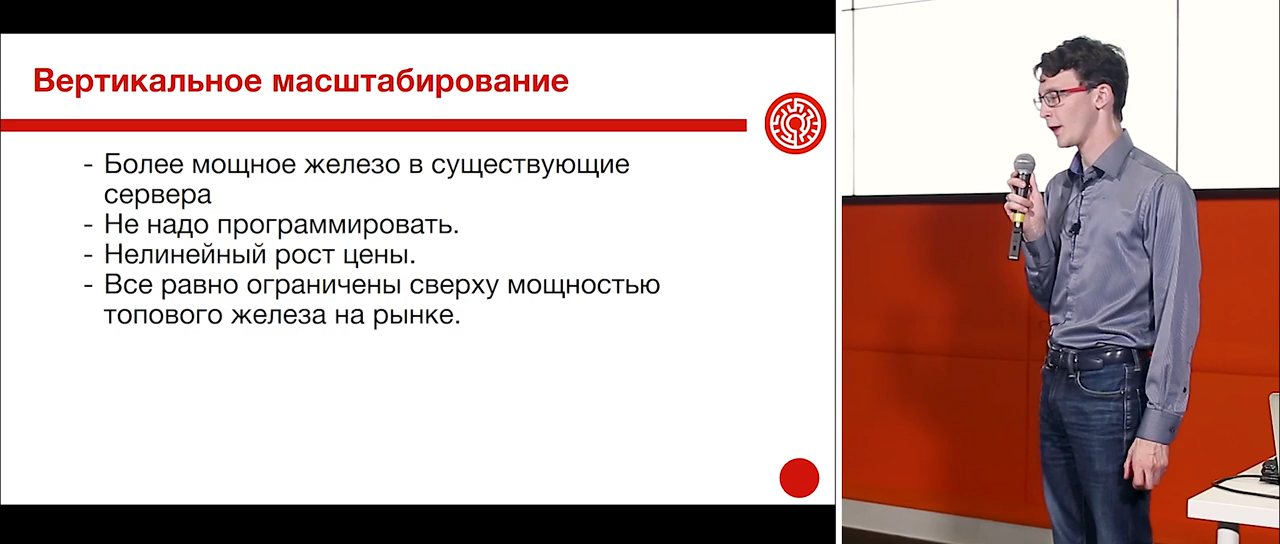 Вертикальное масштабирование
- Более мощное железо в существующие
сервера
- Не надо программировать.
- Нелинейный рост цены.
- Все равно ограничены сверху мощностью
топового железа на рынке.